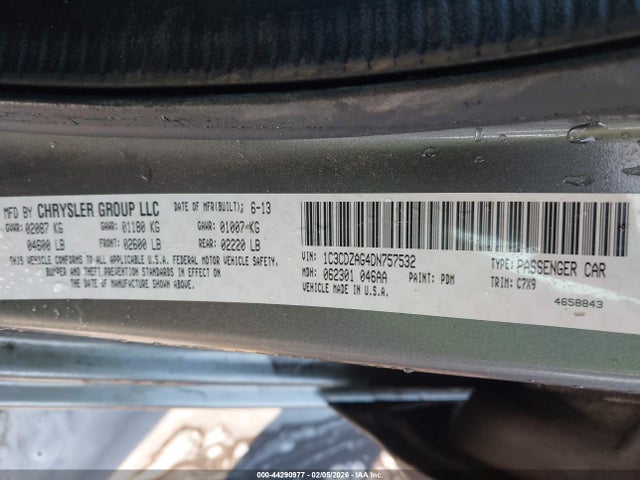 MFD BY CHRYSLER GROUP LLC DATE OF MFR(BUILT); 6-13
GVWR: 02087 KG GAWR: 01180 KG GAWR: 01007 KG
04600 LB FRONT: 02600 LB REAR: 02220 LB
THIS VEHICLE CONFORMS TO ALL APPLICABLE FEDERAL MOTOR VEHICLE SAFETY,
BUMPER AND THEFT PREVENTION STANDARDS IN EFFECT ON
THE DATE OF MANUFACTURE SHOWN ABOVE.
VIN: 1C3CDZAG4DN757532 TYPE: PASSENGER CAR
MDH 062301 046AA PAINT: PDM TRIM: C7X9
VEHICLE MADE IN U.S.A. 4658843
000-44290977 - 02/05/2026 - IAA Inc.